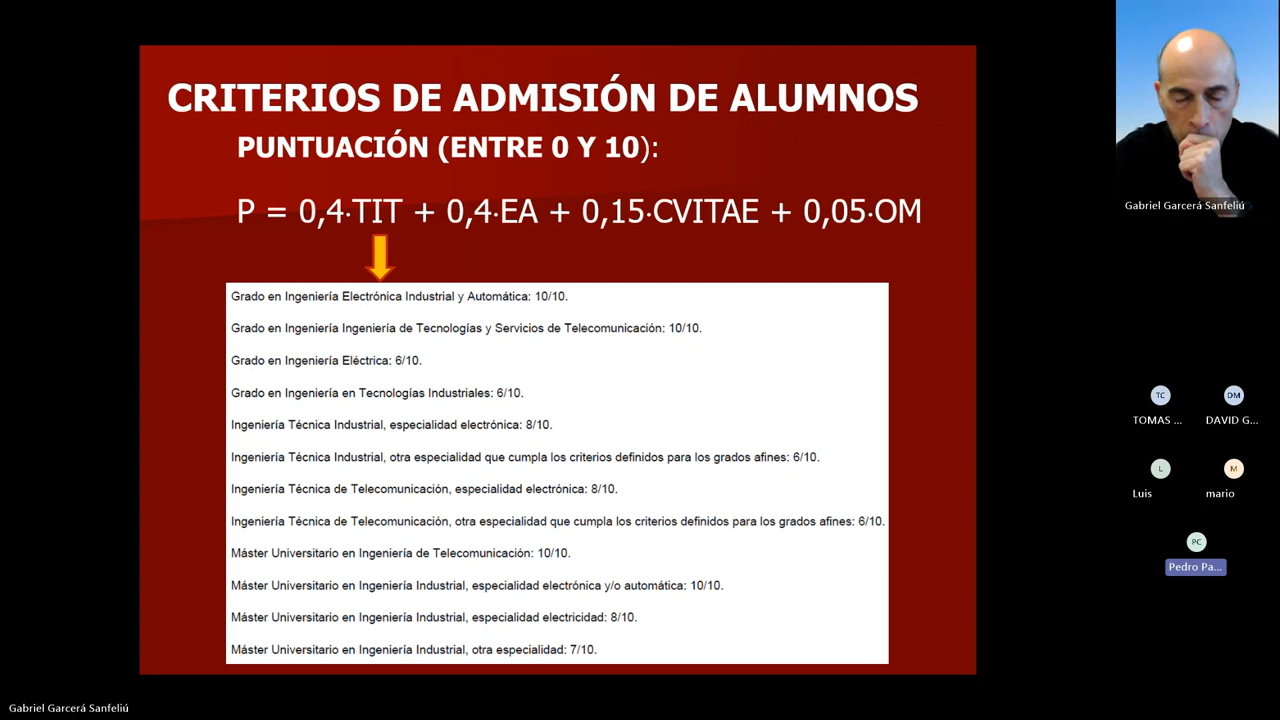 CRITERIOS DE ADMISIÓN DE ALUMNOS
PUNTUACIÓN (ENTRE 0 Y 10):
P = 0,4·TIT + 0,4·EA + 0,15·CVITAE + 0,05·OM
Grado en Ingeniería Electrónica Industrial y Automática: 10/10.
Grado en Ingeniería Ingeniería de Tecnologías y Servicios de Telecomunicación: 10/10.
Grado en Ingeniería Eléctrica: 6/10.
Grado en Ingeniería en Tecnologías Industriales: 6/10.
Ingeniería Técnica Industrial, especialidad electrónica: 8/10.
Ingeniería Técnica Industrial, otra especialidad que cumpla los criterios definidos para los grados afines: 6/10.
Ingeniería Técnica de Telecomunicación, especialidad electrónica: 8/10.
Ingeniería Técnica de Telecomunicación, otra especialidad que cumpla los criterios definidos para los grados afines: 6/10.
Máster Universitario en Ingeniería de Telecomunicación: 10/10.
Máster Universitario en Ingeniería Industrial, especialidad electrónica y/o automática: 10/10.
Máster Universitario en Ingeniería Industrial, especialidad electricidad: 8/10.
Máster Universitario en Ingeniería Industrial, otra especialidad: 7/10.
Gabriel Garcerá Sanfeliú
TC DM
TOMAS ... DAVID G...
L M
Luis mario
PC
Pedro Pa...
Gabriel Garcerá Sanfeliú